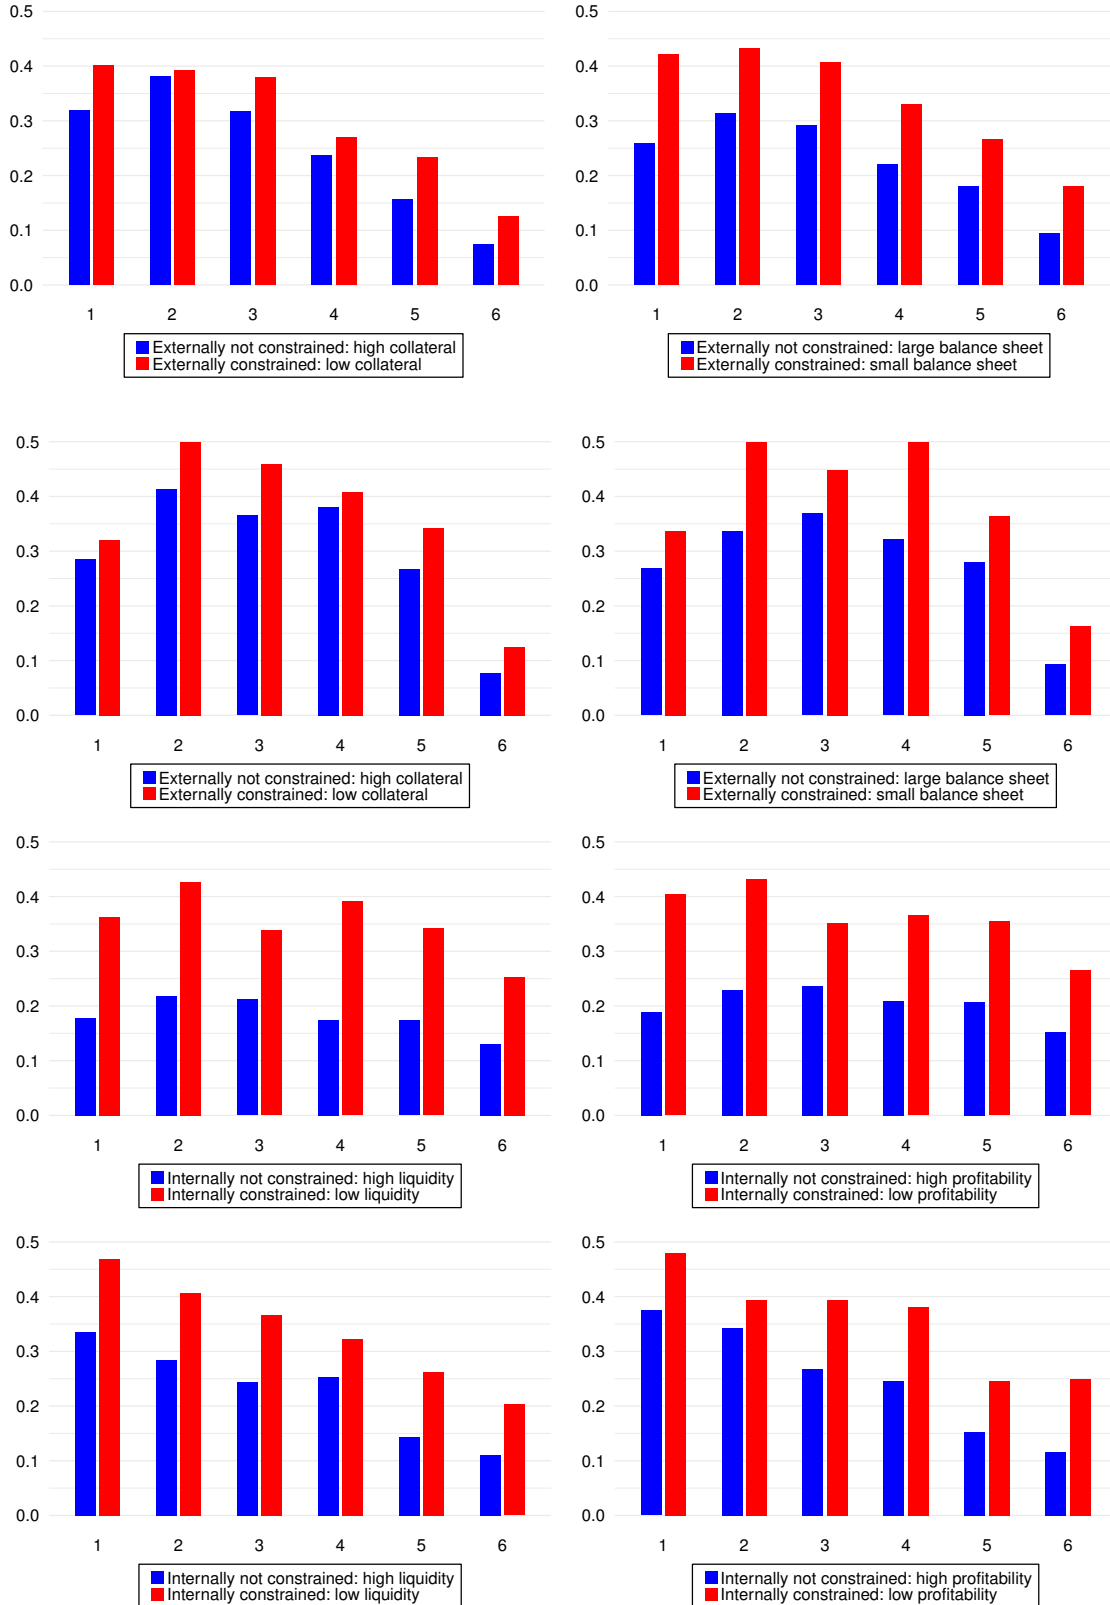 0.5
0.4
0.3
0.2
0.1
0.0
1 2 3 4 5 6
Externally not constrained: high collateral
Externally constrained: low collateral
0.5
0.4
0.3
0.2
0.1
0.0
1 2 3 4 5 6
Externally not constrained: large balance sheet
Externally constrained: small balance sheet
0.5
0.4
0.3
0.2
0.1
0.0
1 2 3 4 5 6
Externally not constrained: high collateral
Externally constrained: low collateral
0.5
0.4
0.3
0.2
0.1
0.0
1 2 3 4 5 6
Externally not constrained: large balance sheet
Externally constrained: small balance sheet
0.5
0.4
0.3
0.2
0.1
0.0
1 2 3 4 5 6
Internally not constrained: high liquidity
Internally constrained: low liquidity
0.5
0.4
0.3
0.2
0.1
0.0
1 2 3 4 5 6
Internally not constrained: high profitability
Internally constrained: low profitability
0.5
0.4
0.3
0.2
0.1
0.0
1 2 3 4 5 6
Internally not constrained: high liquidity
Internally constrained: low liquidity
0.5
0.4
0.3
0.2
0.1
0.0
1 2 3 4 5 6
Internally not constrained: high profitability
Internally constrained: low profitability